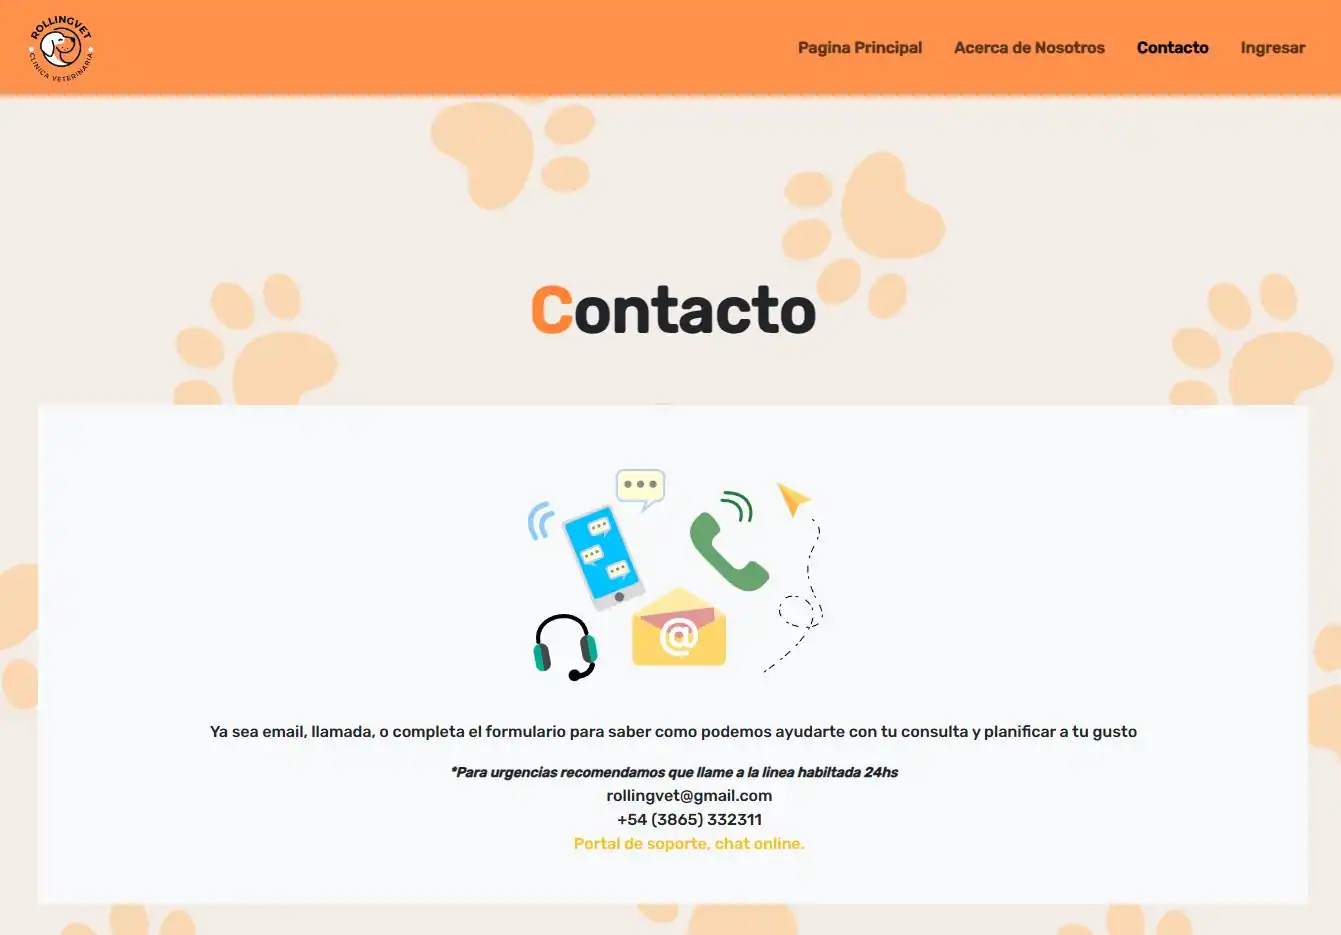 ROLLINGVET
CLINICA VETERINARIA
Pagina Principal
Acerca de Nosotros
Contacto
Ingresar
Contacto
@
Ya sea email, llamada, o completa el formulario para saber como podemos ayudarte con tu consulta y planificar a tu gusto
*Para urgencias recomendamos que llame a la linea habiltada 24hs
rollingvet@gmail.com
+54 (3865) 332311
Portal de soporte, chat online.